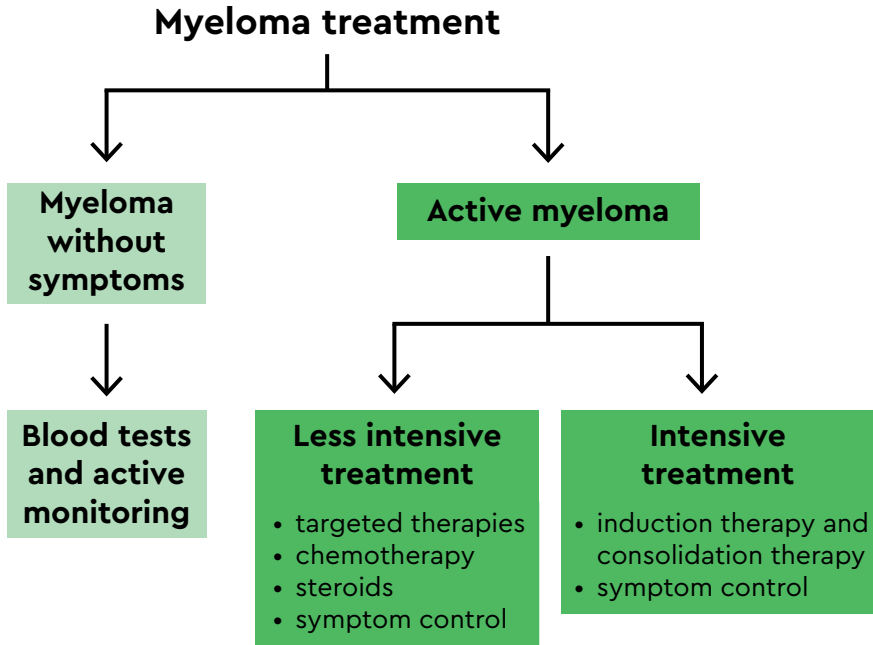 Myeloma treatment
Myeloma
without
symptoms
Active myeloma
Blood tests
and active
monitoring
Less intensive
treatment
• targeted therapies
• chemotherapy
• steroids
• symptom control
Intensive
treatment
• induction therapy and
consolidation therapy
• symptom control